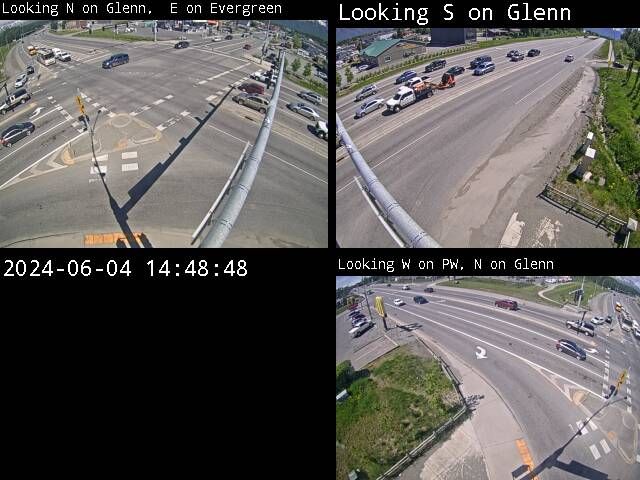 Looking N on Glenn,  E on Evergreen
Looking S on Glenn
2024-06-04 14:48:48
Looking W on PW, N on Glenn